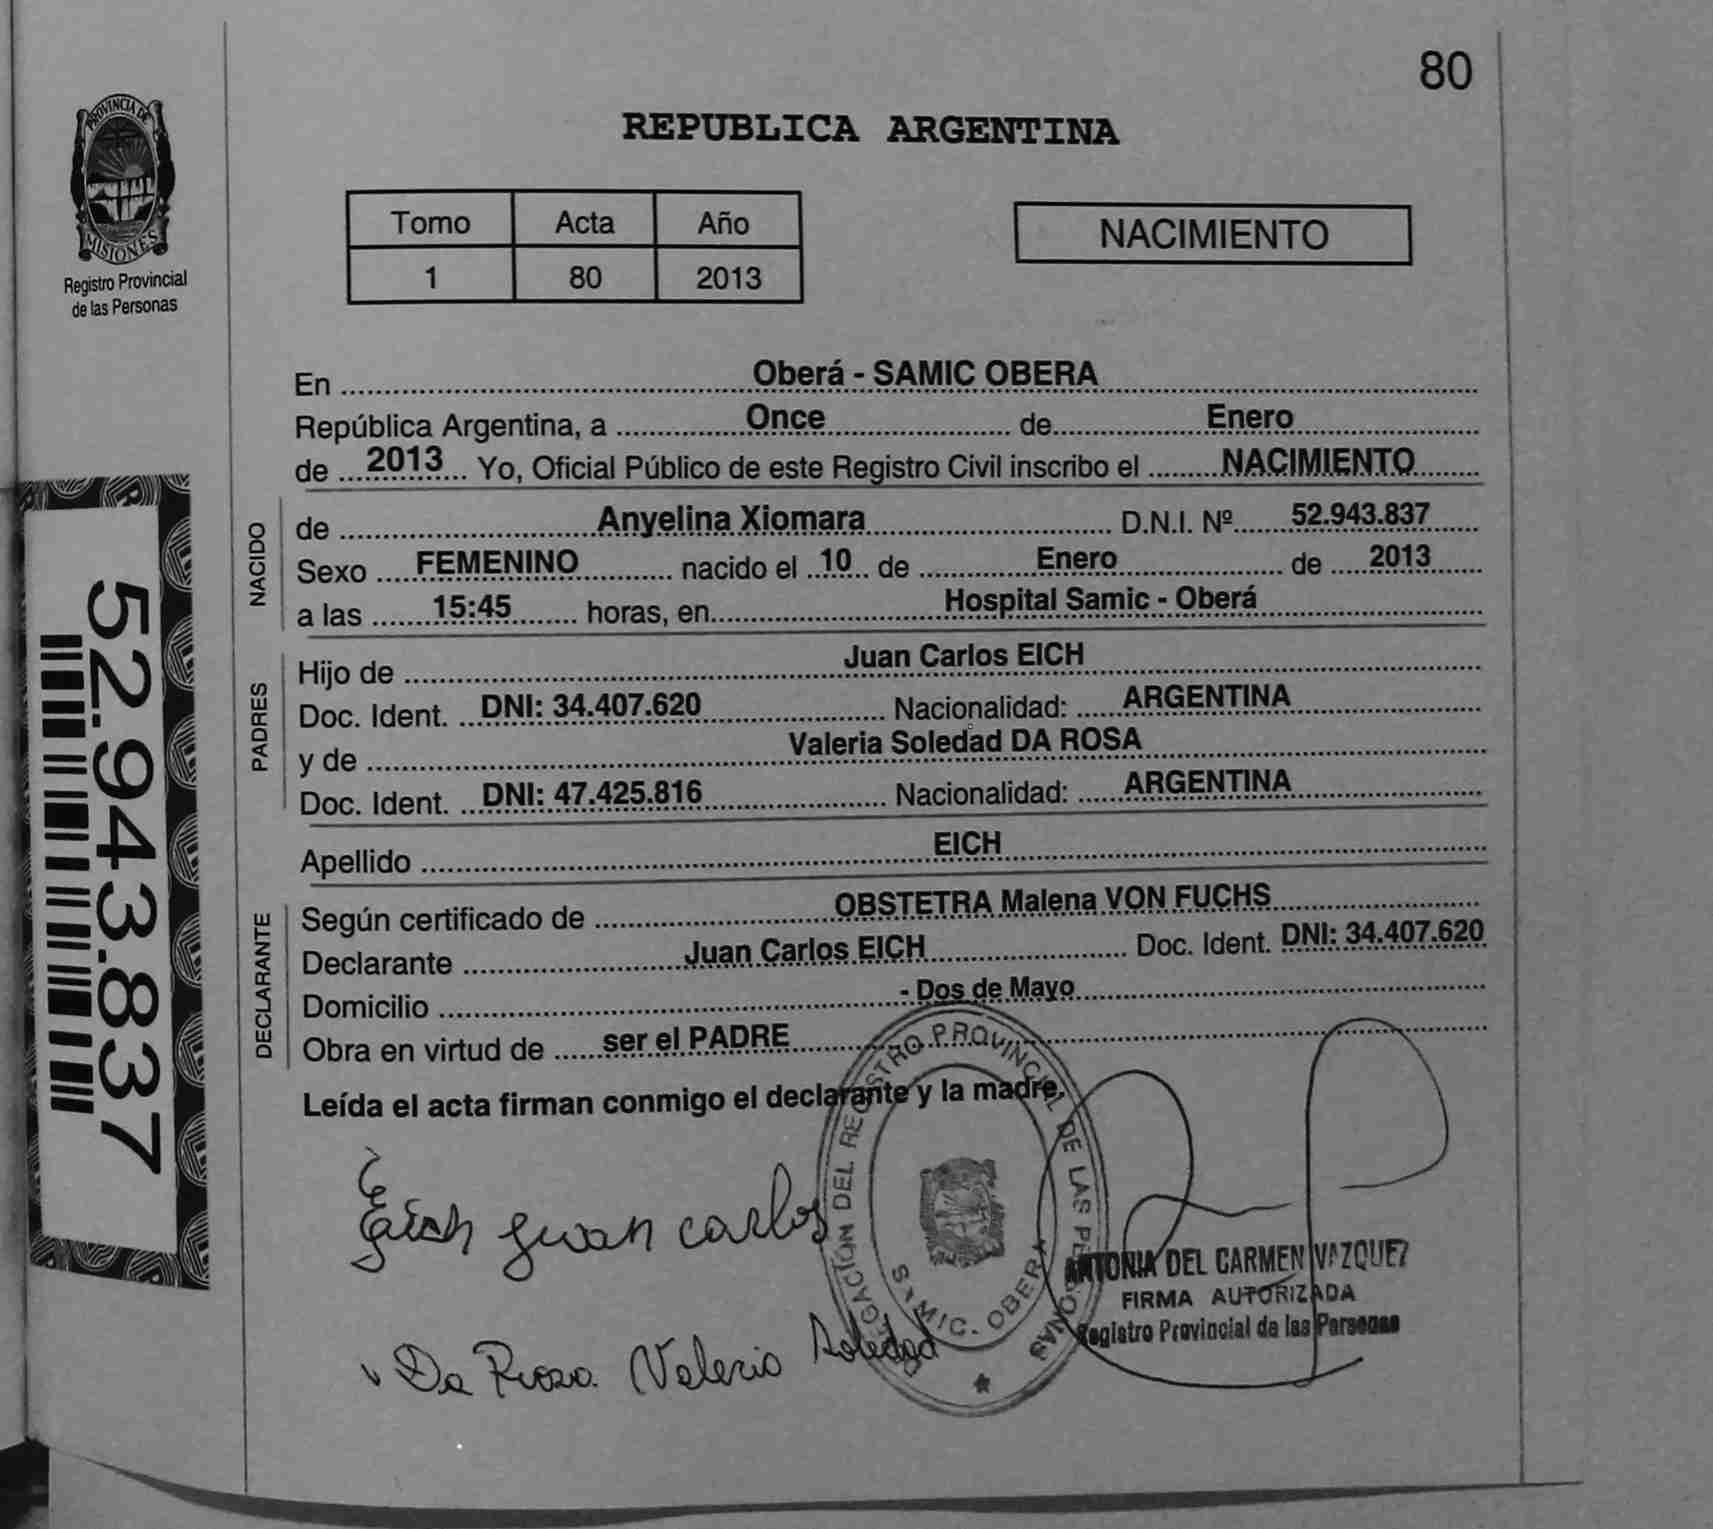 80
PROVINCIA DE
MISIONES
Registro Provincial
de las Personas
REPUBLICA ARGENTINA
Tomo Acta Año
1 80 2013
NACIMIENTO
En Oberá - SAMIC OBERA
República Argentina, a Once de Enero
de 2013 Yo, Oficial Público de este Registro Civil inscribo el NACIMIENTO
NACIDO
de Anyelina Xiomara D.N.I. Nº 52.943.837
Sexo FEMENINO nacido el 10 de Enero de 2013
a las 15:45 horas, en Hospital Samic - Oberá
PADRES
Hijo de Juan Carlos EICH
Doc. Ident. DNI: 34.407.620 Nacionalidad: ARGENTINA
y de Valeria Soledad DA ROSA
Doc. Ident. DNI: 47.425.816 Nacionalidad: ARGENTINA
Apellido EICH
DECLARANTE
Según certificado de OBSTETRA Malena VON FUCHS
Declarante Juan Carlos EICH Doc. Ident. DNI: 34.407.620
Domicilio - Dos de Mayo
Obra en virtud de ser el PADRE
Leída el acta firman conmigo el declarante y la madre.
52.943.837
Eich Juan Carlos
Da Rosa Valeria Soledad
DELEGACIÓN DEL REGISTRO PROVINCIAL DE LAS PERSONAS
SAMIC. OBERA
ANTONIA DEL CARMEN VAZQUEZ
FIRMA AUTORIZADA
Registro Provincial de las Personas